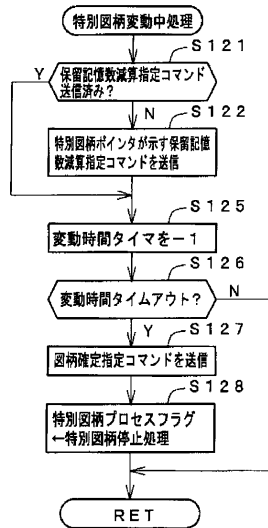 特別図柄変動中処理
S121
Y
保留記憶数減算指定コマンド
送信済み?
N
S122
特別図柄ポインタが示す保留記憶
数減算指定コマンドを送信
S125
変動時間タイマを−1
S126
変動時間タイムアウト?
N
Y
S127
図柄確定指定コマンドを送信
S128
特別図柄プロセスフラグ
←特別図柄停止処理
RET